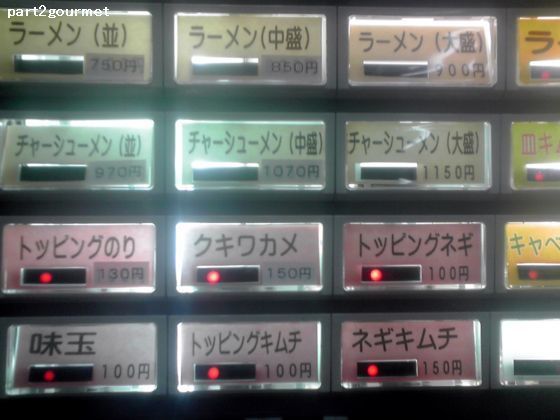 part2gourmet
ラーメン(並)
750円
ラーメン(中盛)
850円
ラーメン(大盛)
900円
チャーシューメン(並)
970円
チャーシューメン(中盛)
1070円
チャーシューメン(大盛)
1150円
皿キム
トッピングのり
130円
クキワカメ
150円
トッピングネギ
100円
キャベ
味玉
100円
トッピングキムチ
100円
ネギキムチ
150円